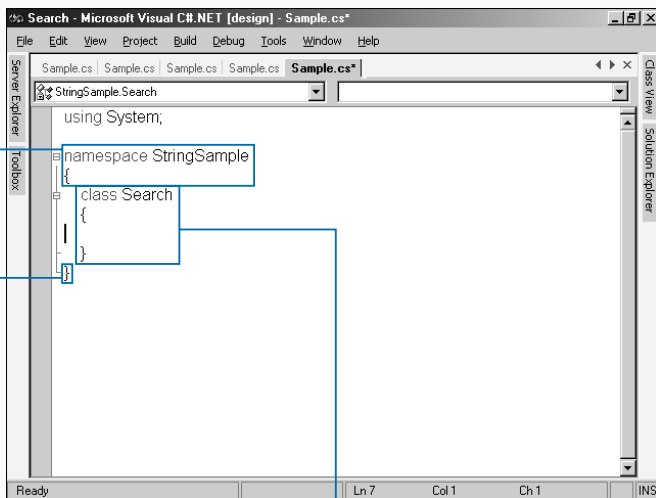 Search - Microsoft Visual C#.NET [design] - Sample.cs*
File Edit View Project Build Debug Tools Window Help
Sample.cs Sample.cs Sample.cs Sample.cs Sample.cs*
StringSample.Search
Server Explorer
Toolbox
using System;
namespace StringSample
{
class Search
{
}
}
Class View
Solution Explorer
Ready Ln 7 Col 1 Ch 1 INS